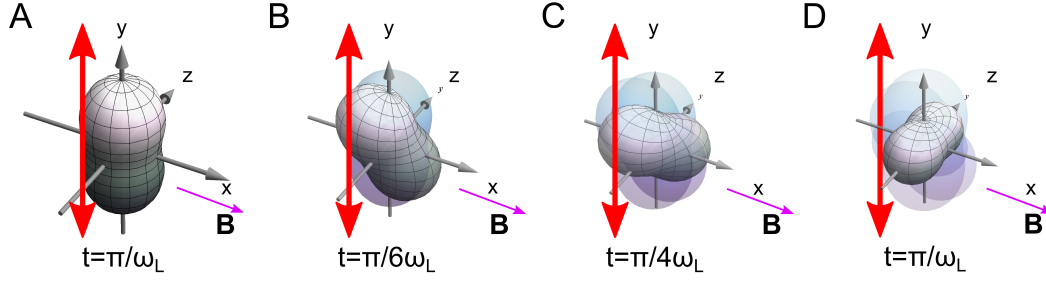 A B C D
y y y y
z z z z
y y y
x x x x
B B B B
t=π/ω_L t=π/6ω_L t=π/4ω_L t=π/ω_L